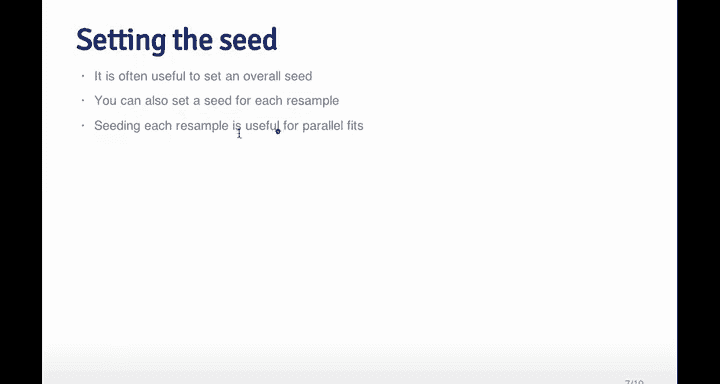 Setting the seed
· It is often useful to set an overall seed
· You can also set a seed for each resample
· Seeding each resample is useful for parallel fits